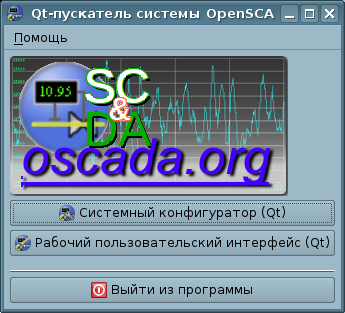 Qt-пускатель системы OpenSCA
Помощь
10.95
SC
&
DA
oscada.org
Системный конфигуратор (Qt)
Рабочий пользовательский интерфейс (Qt)
Выйти из программы